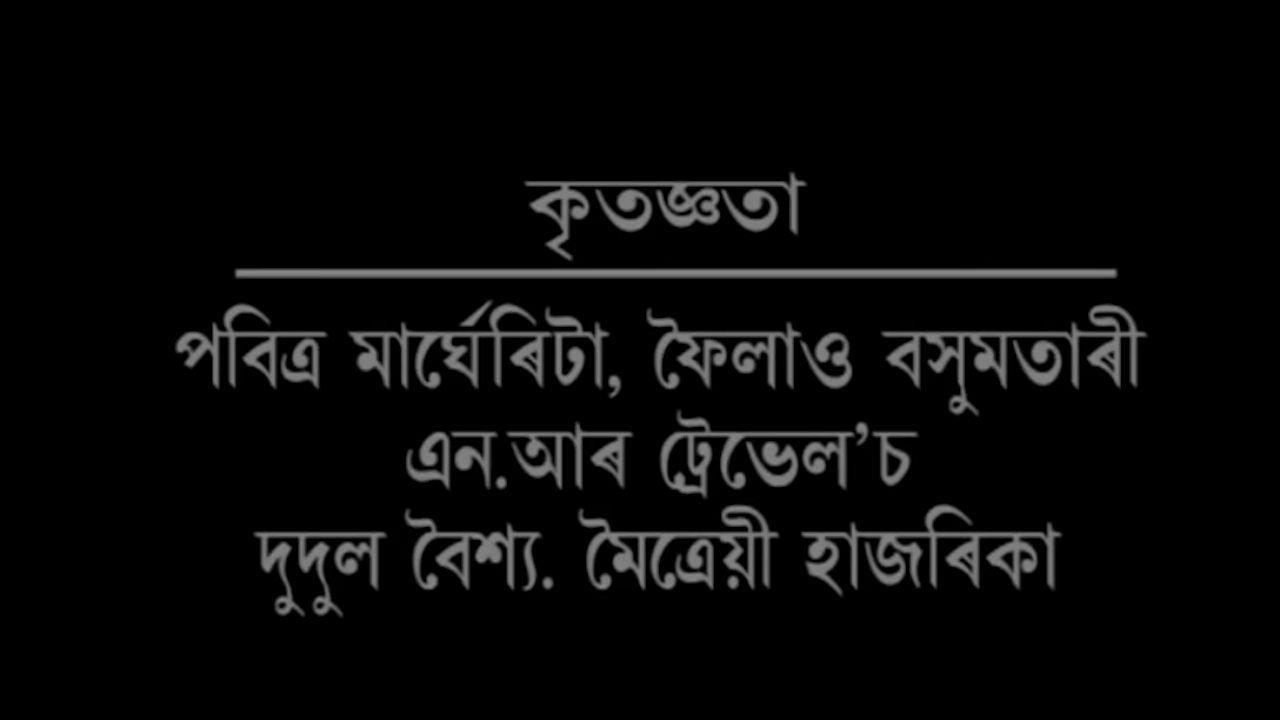 কৃতজ্ঞতা
পবিত্ৰ মাৰ্ঘেৰিটা, ফৈলাও বসুমতাৰী
এন.আৰ ট্ৰেভেল’চ
দুদুল বৈশ্য. মৈত্ৰেয়ী হাজৰিকা